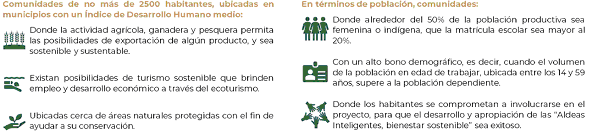 Comunidades de no más de 2500 habitantes, ubicadas en
municipios con un Índice de Desarrollo Humano medio:
Donde la actividad agrícola, ganadera y pesquera permita
las posibilidades de exportación de algún producto, y sea
sostenible y sustentable.
Existan posibilidades de turismo sostenible que brinden
empleo y desarrollo económico a través del ecoturismo.
Ubicadas cerca de áreas naturales protegidas con el fin de
ayudar a su conservación.
En términos de población, comunidades:
Donde alrededor del 50% de la población productiva sea
femenina o indígena, que la matrícula escolar sea mayor al
20%.
Con un alto bono demográfico, es decir, cuando el volumen
de la población en edad de trabajar, ubicada entre los 14 y 59
años, supere a la población dependiente.
Donde los habitantes se comprometan a involucrarse en el
proyecto, para que el desarrollo y apropiación de las "Aldeas
Inteligentes, bienestar sostenible" sea exitoso.